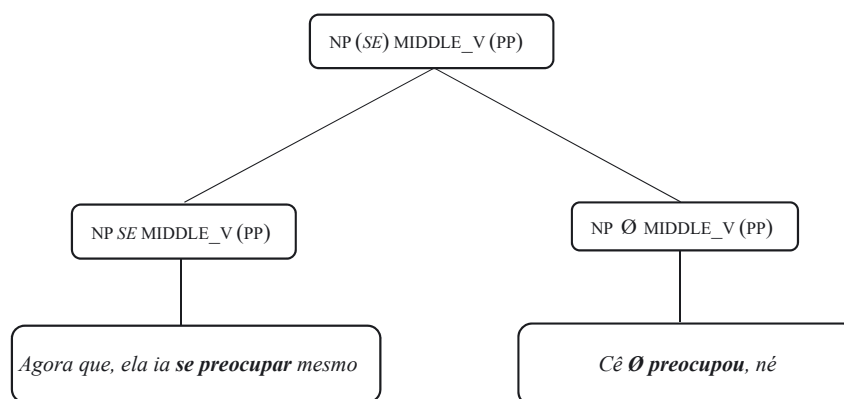 NP (SE) MIDDLE_V (PP)
NP SE MIDDLE_V (PP)
NP Ø MIDDLE_V (PP)
Agora que, ela ia se preocupar mesmo
Cê Ø preocupou, né